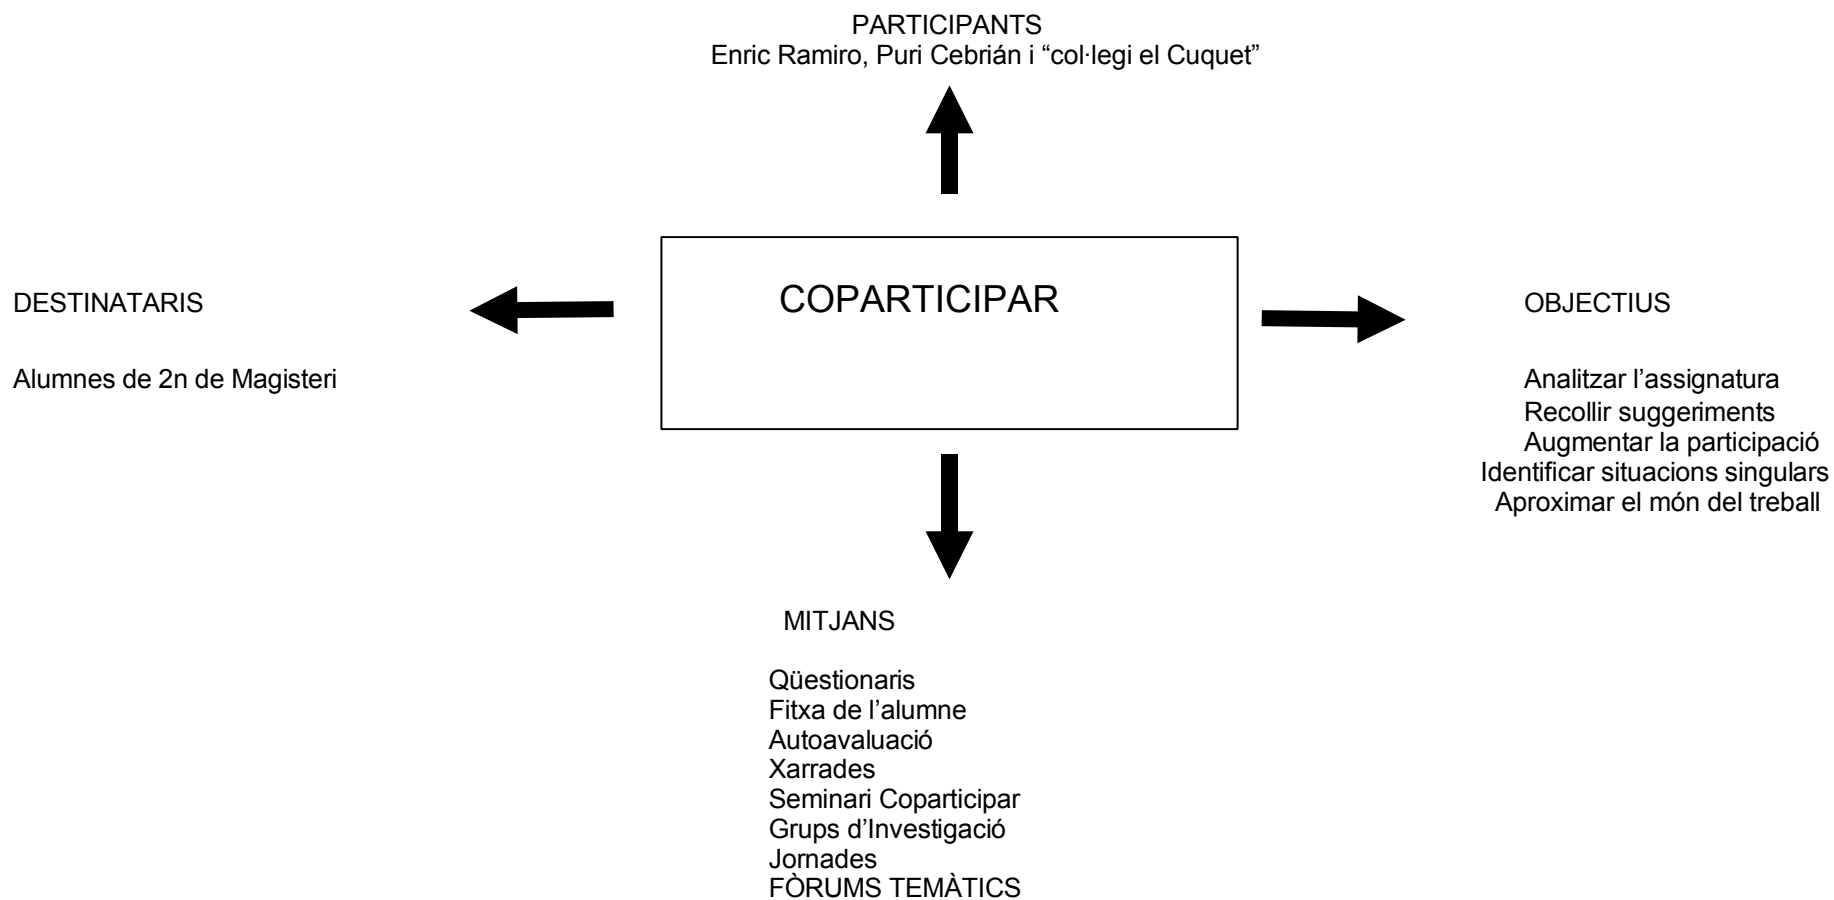 PARTICIPANTS
Enric Ramiro, Puri Cebrián i “col·legi el Cuquet”
COPARTICIPAR
DESTINATARIS
Alumnes de 2n de Magisteri
OBJECTIUS
Analitzar l’assignatura
Recollir suggeriments
Augmentar la participació
Identificar situacions singulars
Aproximar el món del treball
MITJANS
Qüestionaris
Fitxa de l’alumne
Autoavaluació
Xarrades
Seminari Coparticipar
Grups d’Investigació
Jornades
FÒRUMS TEMÀTICS